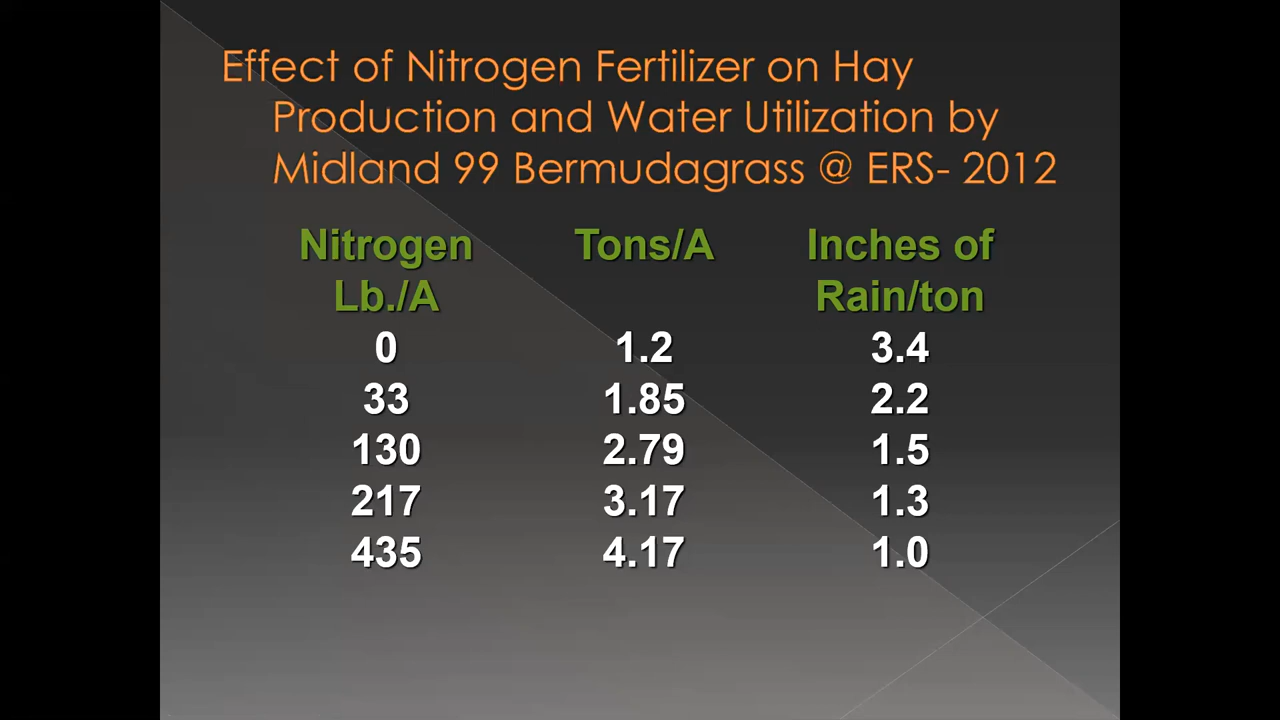 Effect of Nitrogen Fertilizer on Hay
Production and Water Utilization by
Midland 99 Bermudagrass @ ERS- 2012
Nitrogen Tons/A Inches of
Lb./A Rain/ton
0 1.2 3.4
33 1.85 2.2
130 2.79 1.5
217 3.17 1.3
435 4.17 1.0